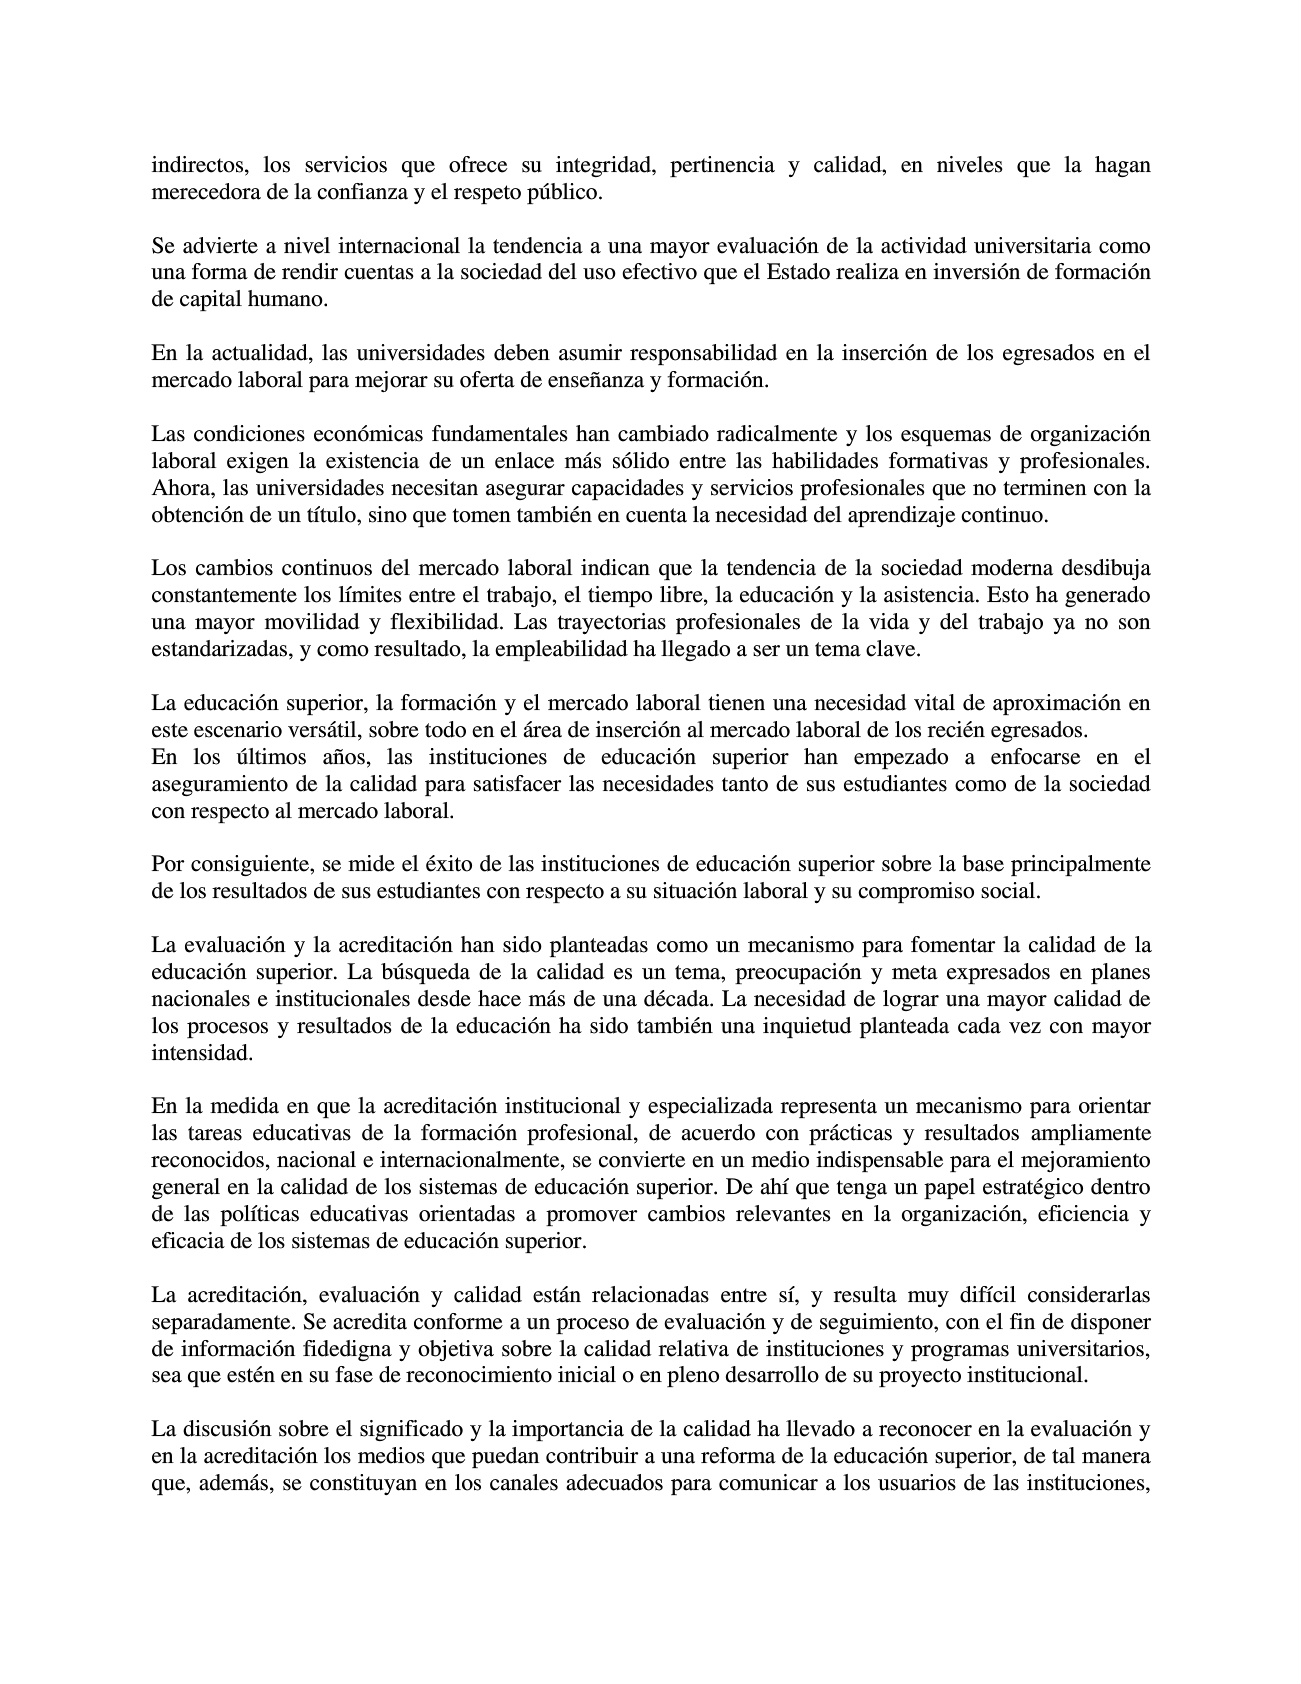 indirectos, los servicios que ofrece su integridad, pertinencia y calidad, en niveles que la hagan
merecedora de la confianza y el respeto público.
Se advierte a nivel internacional la tendencia a una mayor evaluación de la actividad universitaria como
una forma de rendir cuentas a la sociedad del uso efectivo que el Estado realiza en inversión de formación
de capital humano.
En la actualidad, las universidades deben asumir responsabilidad en la inserción de los egresados en el
mercado laboral para mejorar su oferta de enseñanza y formación.
Las condiciones económicas fundamentales han cambiado radicalmente y los esquemas de organización
laboral exigen la existencia de un enlace más sólido entre las habilidades formativas y profesionales.
Ahora, las universidades necesitan asegurar capacidades y servicios profesionales que no terminen con la
obtención de un título, sino que tomen también en cuenta la necesidad del aprendizaje continuo.
Los cambios continuos del mercado laboral indican que la tendencia de la sociedad moderna desdibuja
constantemente los límites entre el trabajo, el tiempo libre, la educación y la asistencia. Esto ha generado
una mayor movilidad y flexibilidad. Las trayectorias profesionales de la vida y del trabajo ya no son
estandarizadas, y como resultado, la empleabilidad ha llegado a ser un tema clave.
La educación superior, la formación y el mercado laboral tienen una necesidad vital de aproximación en
este escenario versátil, sobre todo en el área de inserción al mercado laboral de los recién egresados.
En los últimos años, las instituciones de educación superior han empezado a enfocarse en el
aseguramiento de la calidad para satisfacer las necesidades tanto de sus estudiantes como de la sociedad
con respecto al mercado laboral.
Por consiguiente, se mide el éxito de las instituciones de educación superior sobre la base principalmente
de los resultados de sus estudiantes con respecto a su situación laboral y su compromiso social.
La evaluación y la acreditación han sido planteadas como un mecanismo para fomentar la calidad de la
educación superior. La búsqueda de la calidad es un tema, preocupación y meta expresados en planes
nacionales e institucionales desde hace más de una década. La necesidad de lograr una mayor calidad de
los procesos y resultados de la educación ha sido también una inquietud planteada cada vez con mayor
intensidad.
En la medida en que la acreditación institucional y especializada representa un mecanismo para orientar
las tareas educativas de la formación profesional, de acuerdo con prácticas y resultados ampliamente
reconocidos, nacional e internacionalmente, se convierte en un medio indispensable para el mejoramiento
general en la calidad de los sistemas de educación superior. De ahí que tenga un papel estratégico dentro
de las políticas educativas orientadas a promover cambios relevantes en la organización, eficiencia y
eficacia de los sistemas de educación superior.
La acreditación, evaluación y calidad están relacionadas entre sí, y resulta muy difícil considerarlas
separadamente. Se acredita conforme a un proceso de evaluación y de seguimiento, con el fin de disponer
de información fidedigna y objetiva sobre la calidad relativa de instituciones y programas universitarios,
sea que estén en su fase de reconocimiento inicial o en pleno desarrollo de su proyecto institucional.
La discusión sobre el significado y la importancia de la calidad ha llevado a reconocer en la evaluación y
en la acreditación los medios que puedan contribuir a una reforma de la educación superior, de tal manera
que, además, se constituyan en los canales adecuados para comunicar a los usuarios de las instituciones,